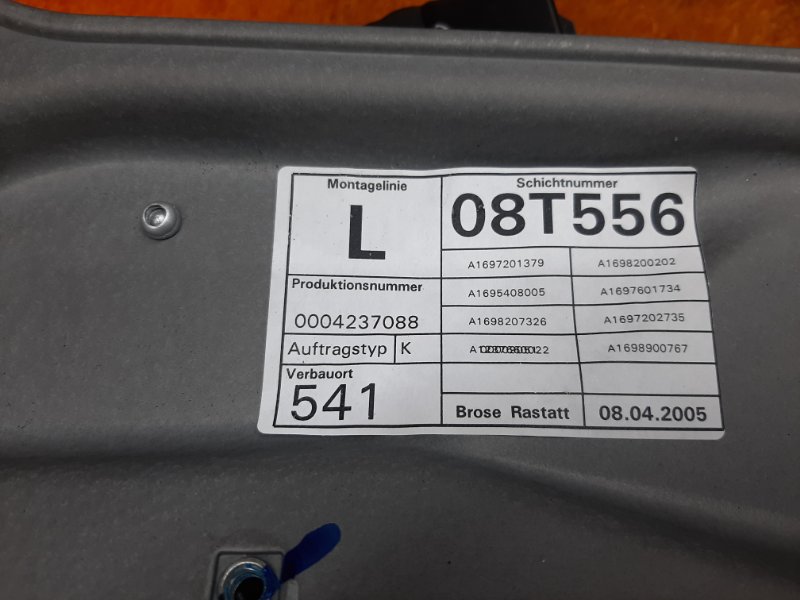 Montagelinie
L
Schichtnummer
08T556
A1697201379 A1698200202
A1695408005 A1697601734
A1698207326 A1697202735
A1698900767
Produktionsnummer
0004237088
Auftragstyp K
Verbauort
541
Brose Rastatt 08.04.2005